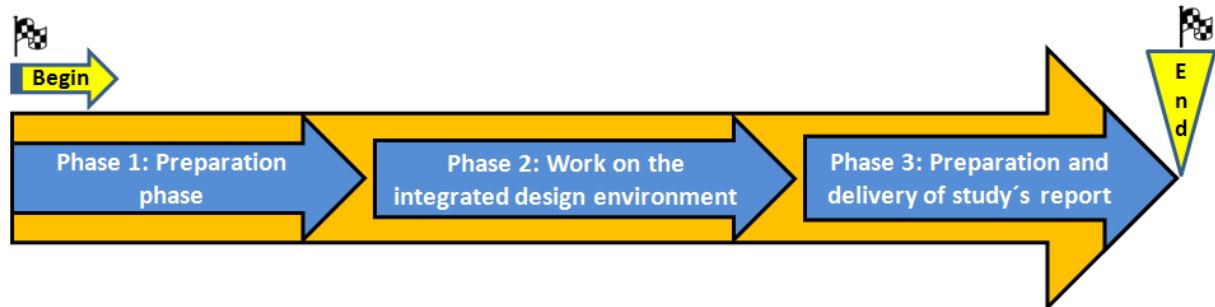 Begin
End
Phase 1: Preparation
phase
Phase 2: Work on the
integrated design environment
Phase 3: Preparation and
delivery of study´s report